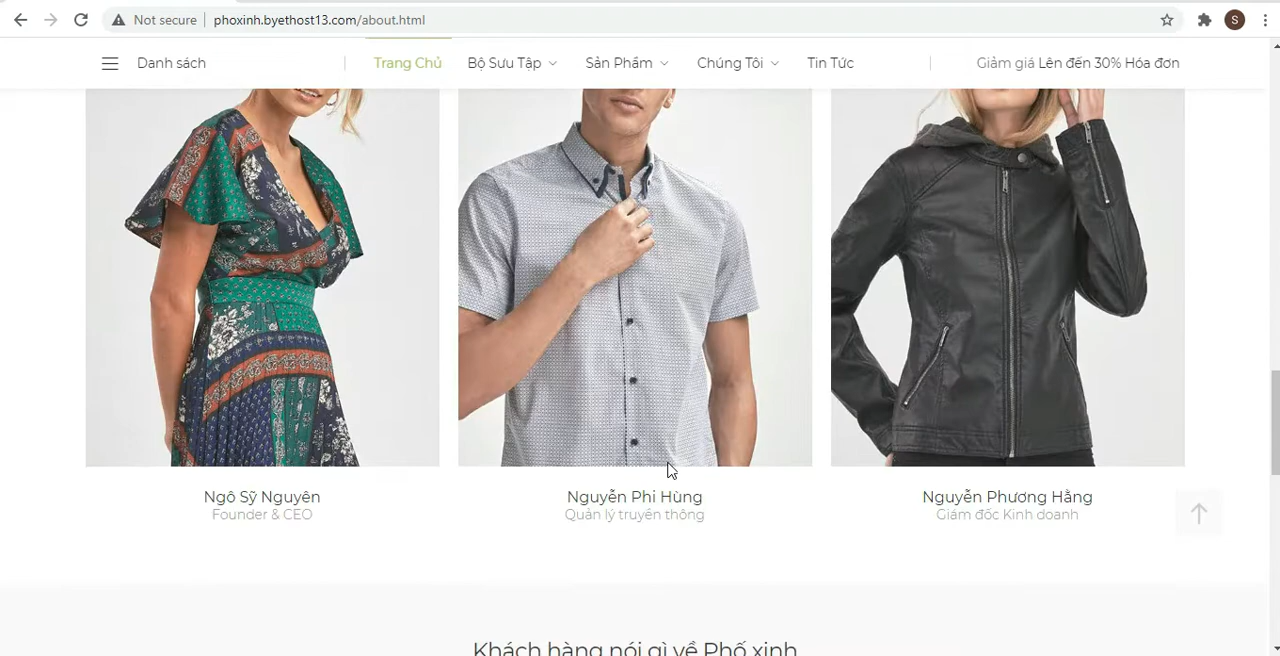 Not secure phoxinh.byethost13.com/about.html S
Danh sách Trang Chủ Bộ Sưu Tập Sản Phẩm Chúng Tôi Tin Tức Giảm giá Lên đến 30% Hóa đơn
Ngô Sỹ Nguyên Nguyễn Phi Hùng Nguyễn Phương Hằng
Founder & CEO Quản lý truyền thông Giám đốc Kinh doanh
Khách hàng nói gì về Phố xinh